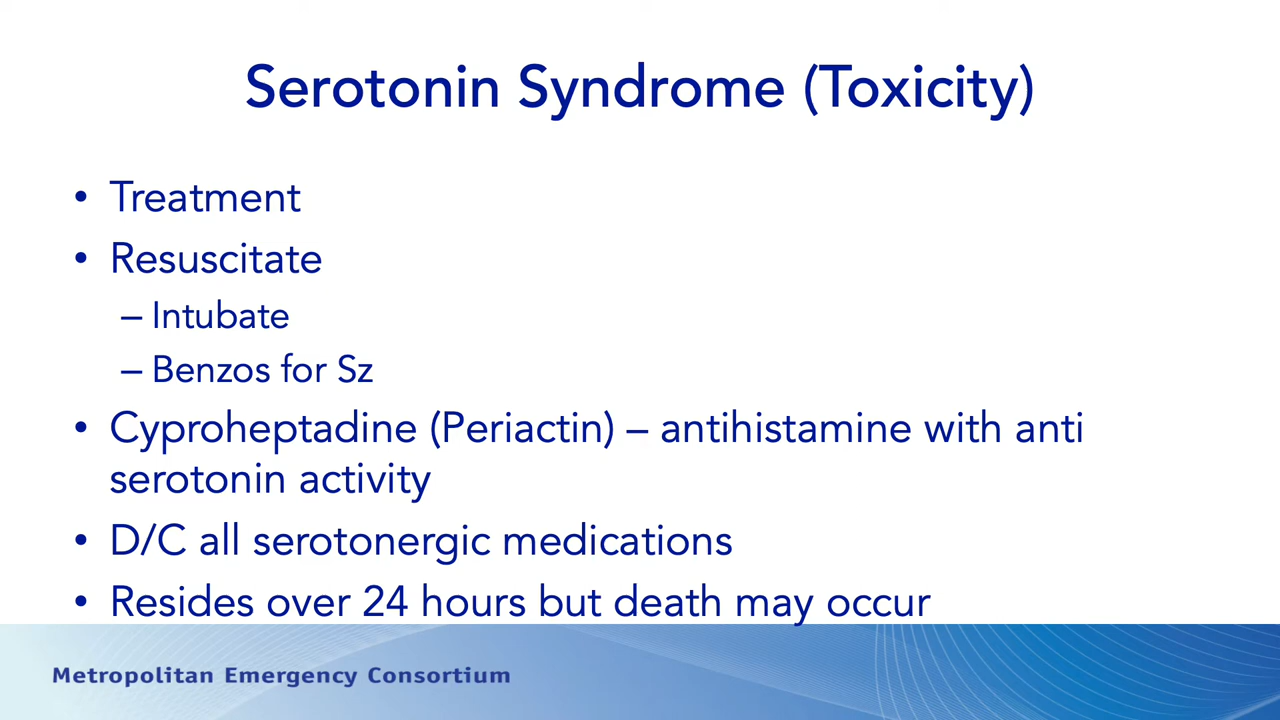 Serotonin Syndrome (Toxicity)
• Treatment
• Resuscitate
– Intubate
– Benzos for Sz
• Cyproheptadine (Periactin) – antihistamine with anti
serotonin activity
• D/C all serotonergic medications
• Resides over 24 hours but death may occur
Metropolitan Emergency Consortium